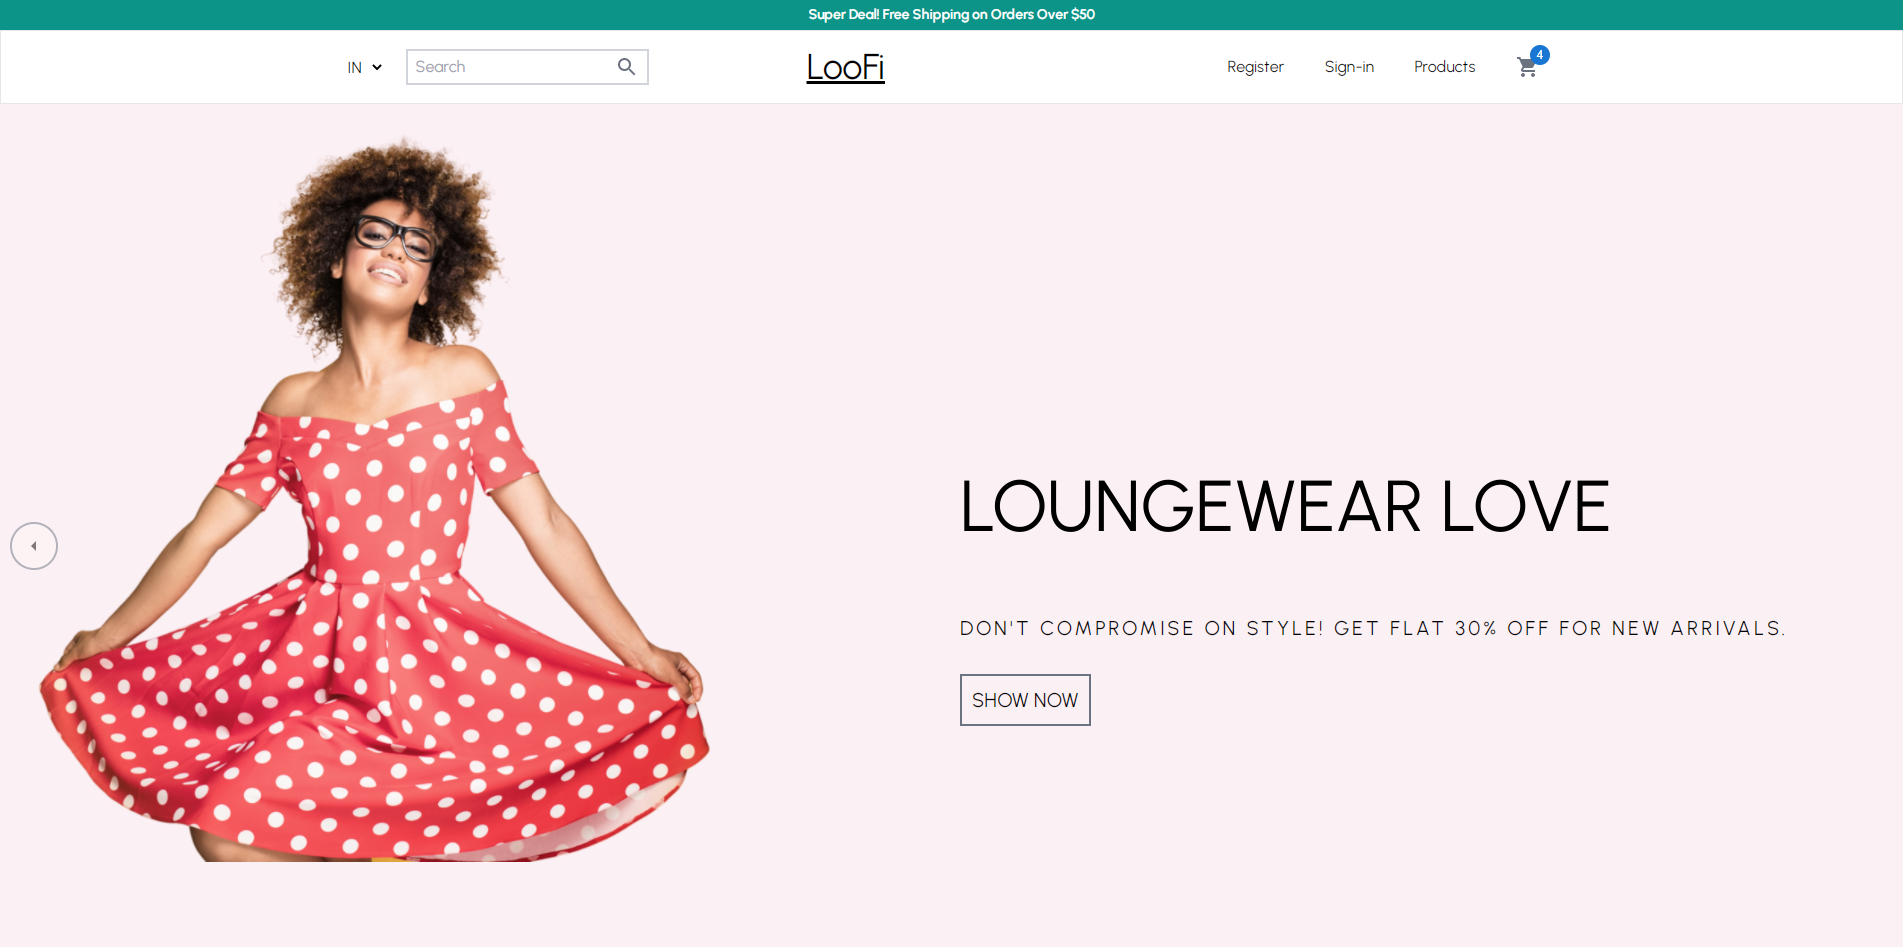 Super Deal! Free Shipping on Orders Over $50
IN
Search
LooFi
Register
Sign-in
Products
4
LOUNGEWEAR LOVE
DON'T COMPROMISE ON STYLE! GET FLAT 30% OFF FOR NEW ARRIVALS.
SHOW NOW